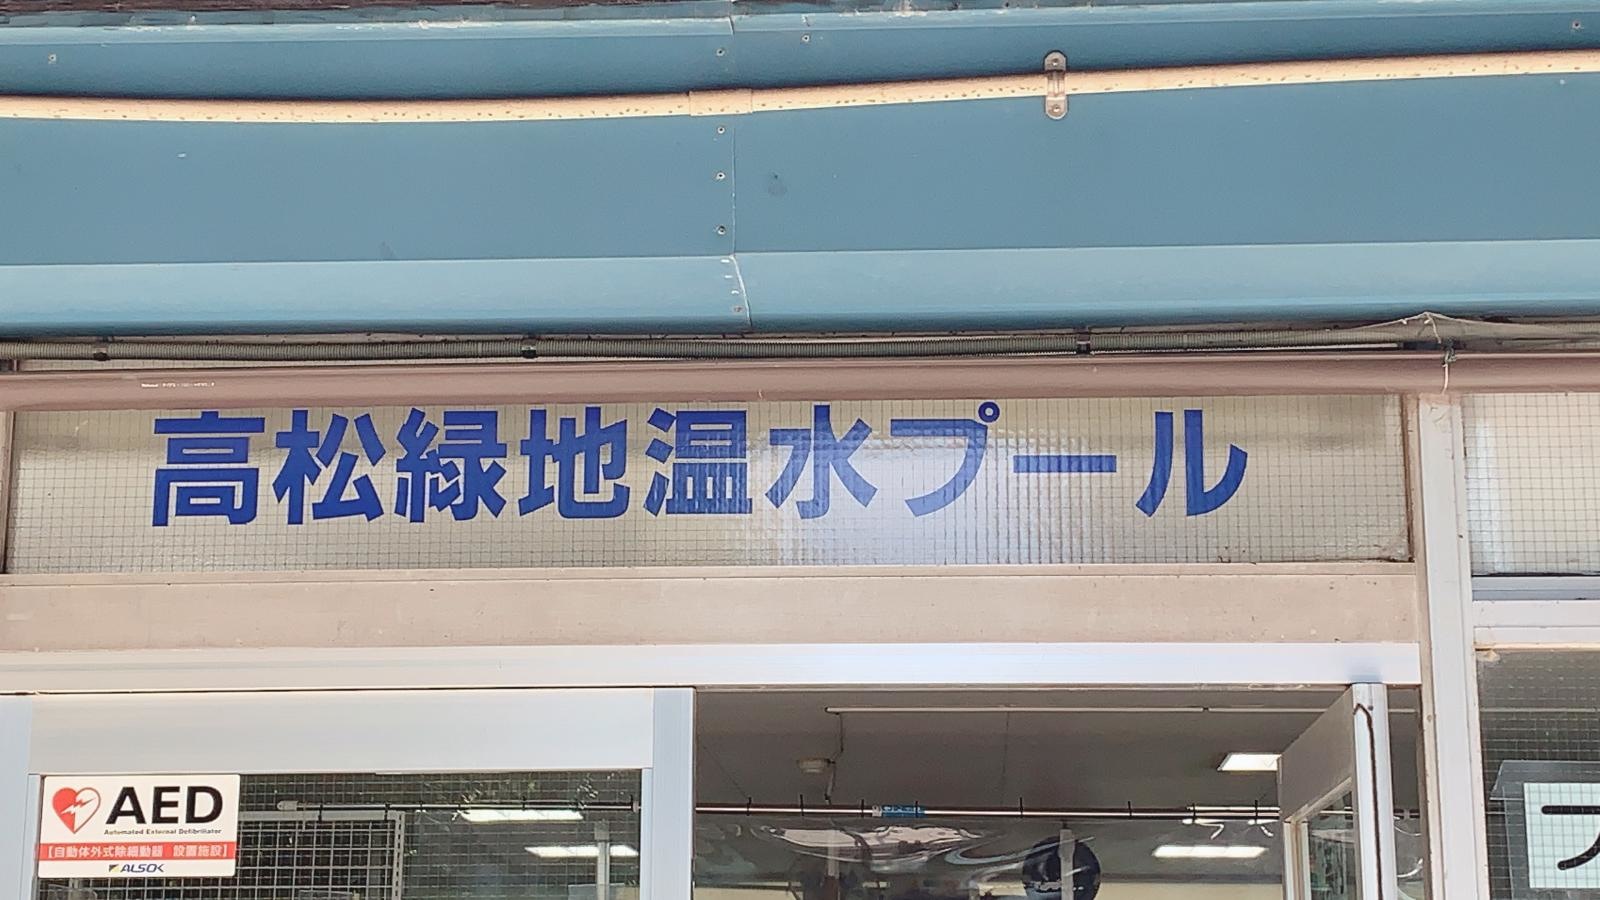 高松緑地温水プール
AED
Automated External Defibrillator
【自動体外式除細動器 設置施設】
ALSOK